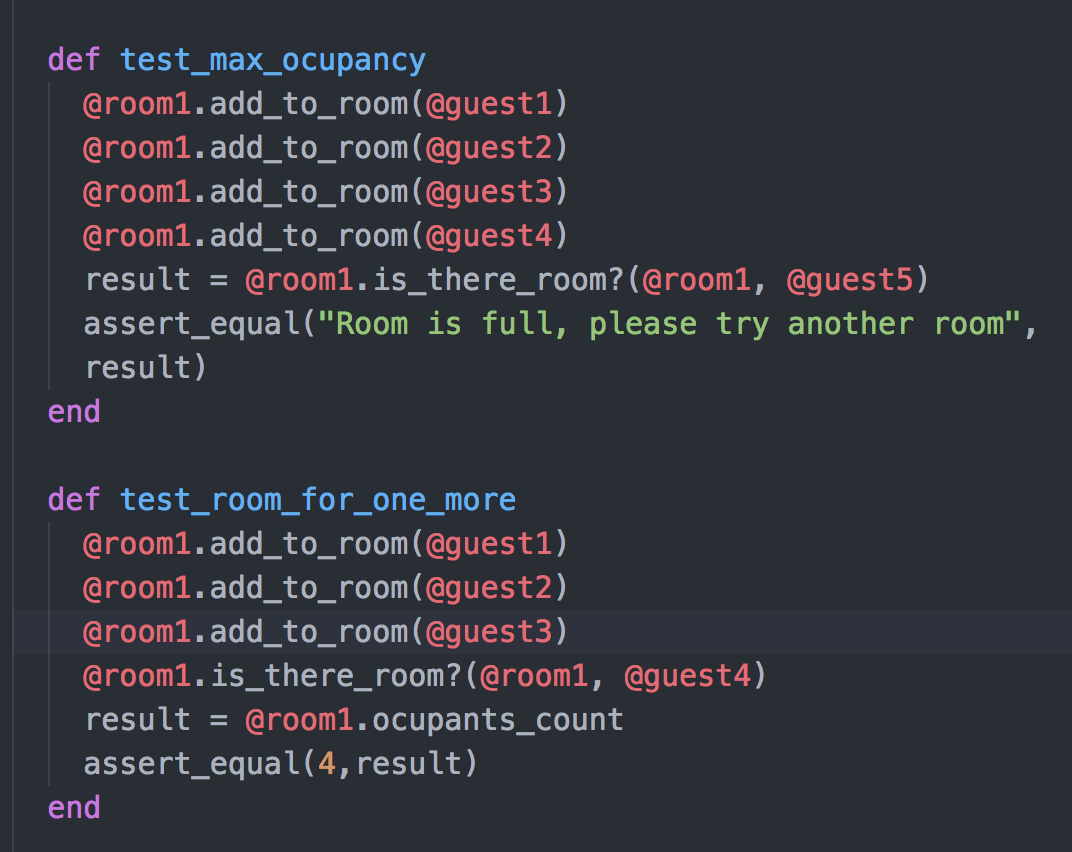 def test_max_ocupancy
  @room1.add_to_room(@guest1)
  @room1.add_to_room(@guest2)
  @room1.add_to_room(@guest3)
  @room1.add_to_room(@guest4)
  result = @room1.is_there_room?(@room1, @guest5)
  assert_equal("Room is full, please try another room",
  result)
end

def test_room_for_one_more
  @room1.add_to_room(@guest1)
  @room1.add_to_room(@guest2)
  @room1.add_to_room(@guest3)
  @room1.is_there_room?(@room1, @guest4)
  result = @room1.ocupants_count
  assert_equal(4,result)
end